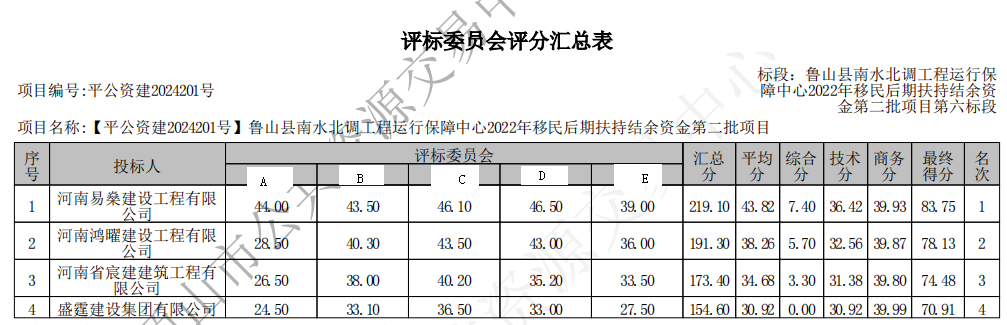 评标委员会评分汇总表
项目编号:平公资建2024201号
标段：鲁山县南水北调工程运行保
障中心2022年移民后期扶持结余资
金第二批项目第六标段
项目名称:【平公资建2024201号】鲁山县南水北调工程运行保障中心2022年移民后期扶持结余资金第二批项目
序号 投标人 评标委员会 汇总分 平均分 综合分 技术分 商务分 最终得分 名次
A B C D E
1 河南易燊建设工程有限公司 44.00 43.50 46.10 46.50 39.00 219.10 43.82 7.40 36.42 39.93 83.75 1
2 河南鸿曜建设工程有限公司 28.50 40.30 43.50 43.00 36.00 191.30 38.26 5.70 32.56 39.87 78.13 2
3 河南省宸建建筑工程有限公司 26.50 38.00 40.20 35.20 33.50 173.40 34.68 3.30 31.38 39.80 74.48 3
4 盛霆建设集团有限公司 24.50 33.10 36.50 33.00 27.50 154.60 30.92 0.00 30.92 39.99 70.91 4